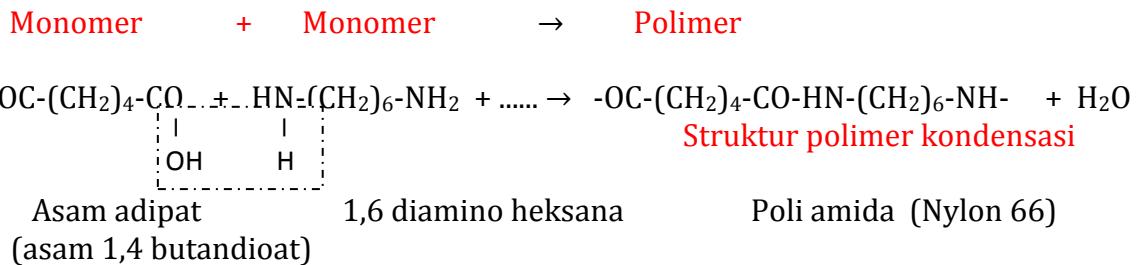 Monomer + Monomer → Polimer
OC-(CH₂)₄-CO + HN-(CH₂)₆-NH₂ + ...... → -OC-(CH₂)₄-CO-HN-(CH₂)₆-NH- + H₂O
| | Struktur polimer kondensasi
OH H
Asam adipat 1,6 diamino heksana Poli amida (Nylon 66)
(asam 1,4 butandioat)